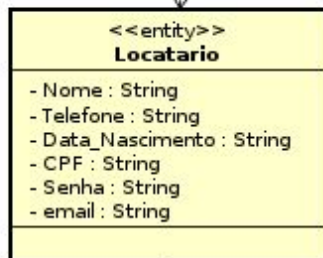 <<entity>>
Locatario
- Nome : String
- Telefone : String
- Data_Nascimento : String
- CPF : String
- Senha : String
- email : String